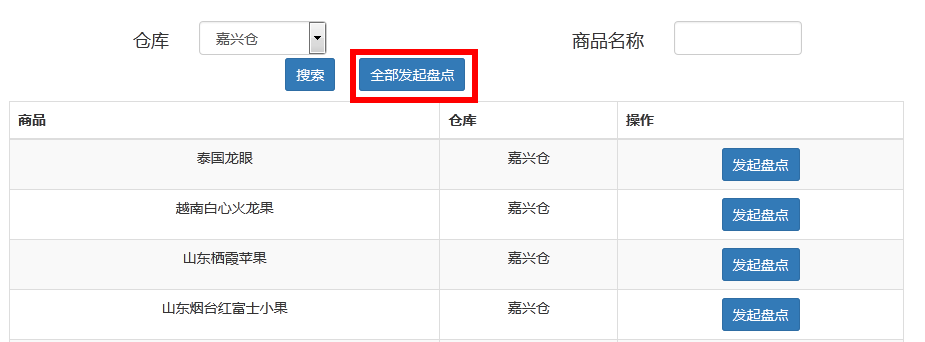 仓库 嘉兴仓 商品名称
搜索 全部发起盘点
商品 仓库 操作
泰国龙眼 嘉兴仓 发起盘点
越南白心火龙果 嘉兴仓 发起盘点
山东栖霞苹果 嘉兴仓 发起盘点
山东烟台红富士小果 嘉兴仓 发起盘点